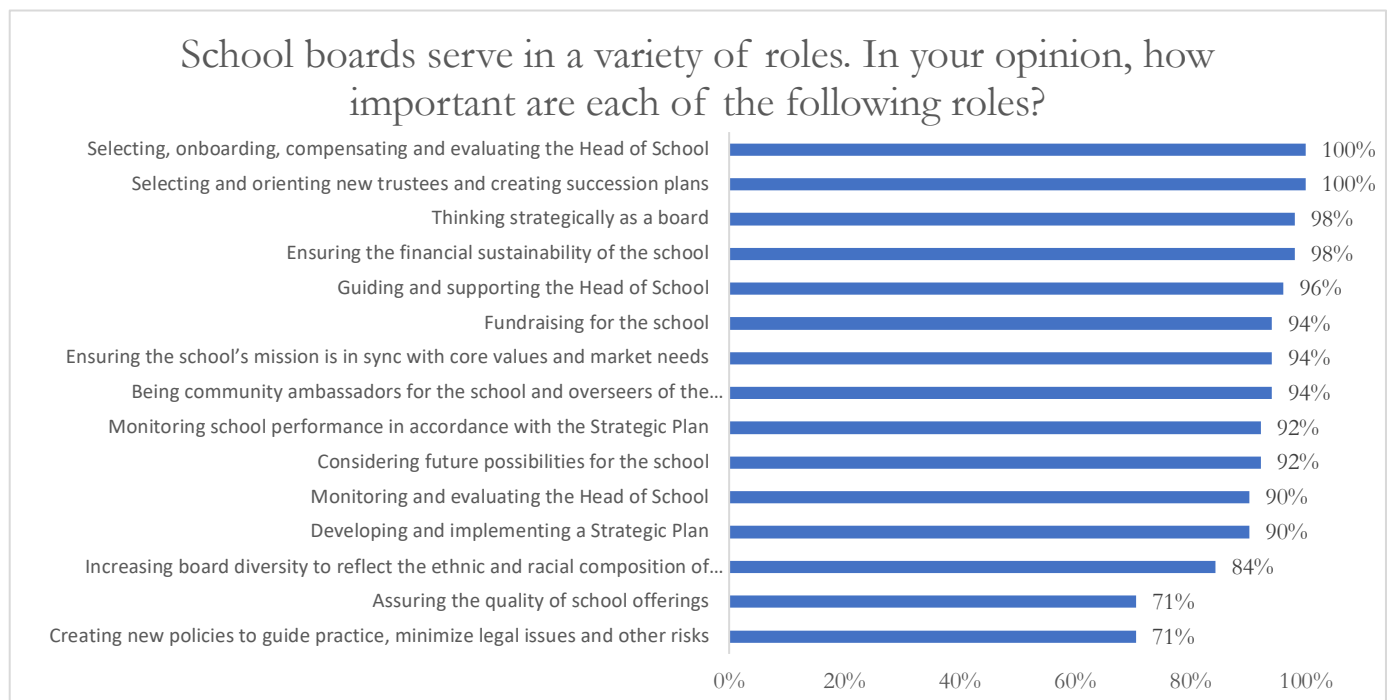 School boards serve in a variety of roles. In your opinion, how
important are each of the following roles?
Selecting, onboarding, compensating and evaluating the Head of School 100%
Selecting and orienting new trustees and creating succession plans 100%
Thinking strategically as a board 98%
Ensuring the financial sustainability of the school 98%
Guiding and supporting the Head of School 96%
Fundraising for the school 94%
Ensuring the school’s mission is in sync with core values and market needs 94%
Being community ambassadors for the school and overseers of the… 94%
Monitoring school performance in accordance with the Strategic Plan 92%
Considering future possibilities for the school 92%
Monitoring and evaluating the Head of School 90%
Developing and implementing a Strategic Plan 90%
Increasing board diversity to reflect the ethnic and racial composition of… 84%
Assuring the quality of school offerings 71%
Creating new policies to guide practice, minimize legal issues and other risks 71%
0% 20% 40% 60% 80% 100%